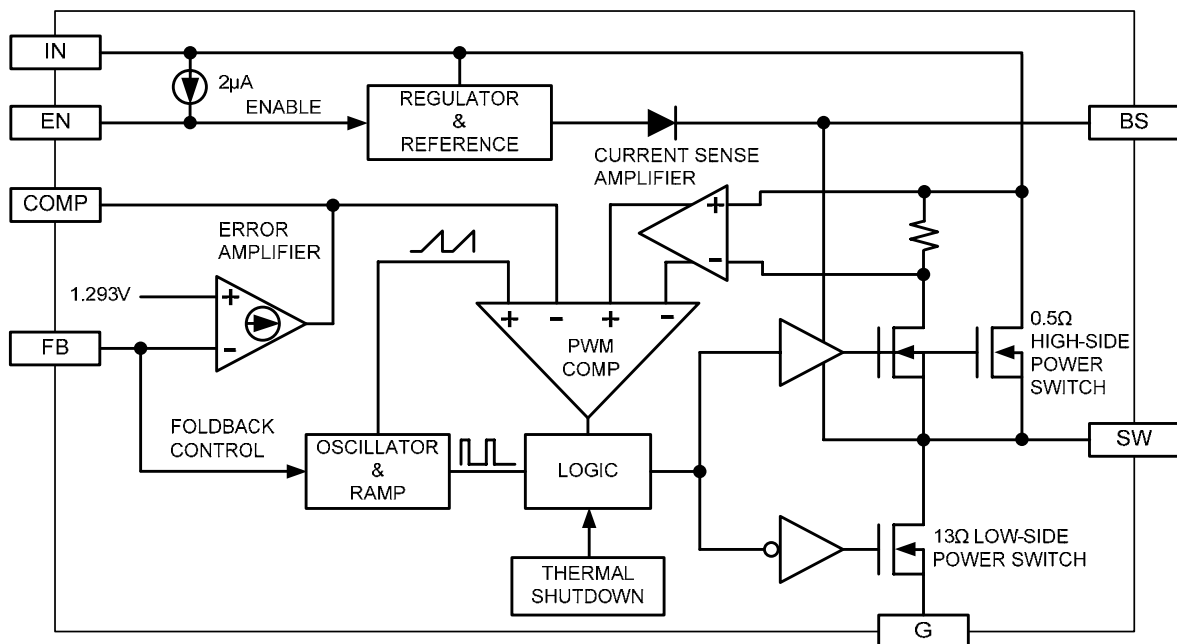 IN
2µA
EN
ENABLE
REGULATOR
&
REFERENCE
BS
CURRENT SENSE
AMPLIFIER
COMP
ERROR
AMPLIFIER
+
-
1.293V
+
-
FB
+
-
+
-
PWM
COMP
0.5Ω
HIGH-SIDE
POWER
SWITCH
FOLDBACK
CONTROL
OSCILLATOR
&
RAMP
LOGIC
SW
13Ω LOW-SIDE
POWER SWITCH
THERMAL
SHUTDOWN
G